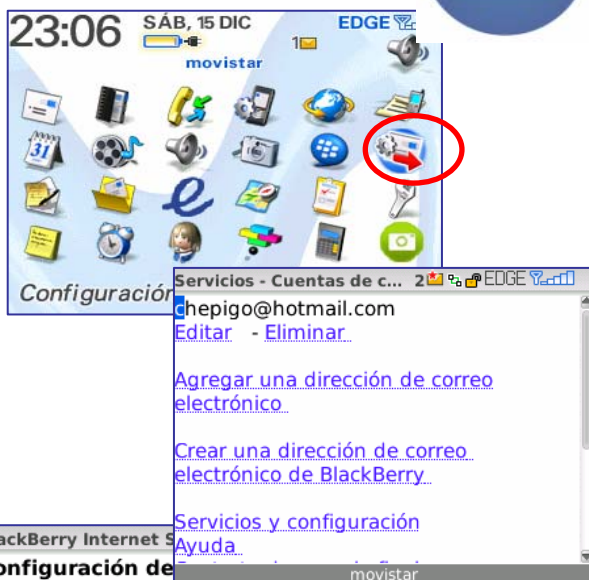 23:06
SÁB, 15 DIC
EDGE
1
movistar
31
Configuración
Servicios - Cuentas de c... 2 EDGE
chepigo@hotmail.com
Editar - Eliminar
Agregar una dirección de correo
electrónico
Crear una dirección de correo
electrónico de BlackBerry
Servicios y configuración
Ayuda
movistar
ackBerry Internet S
onfiguración de